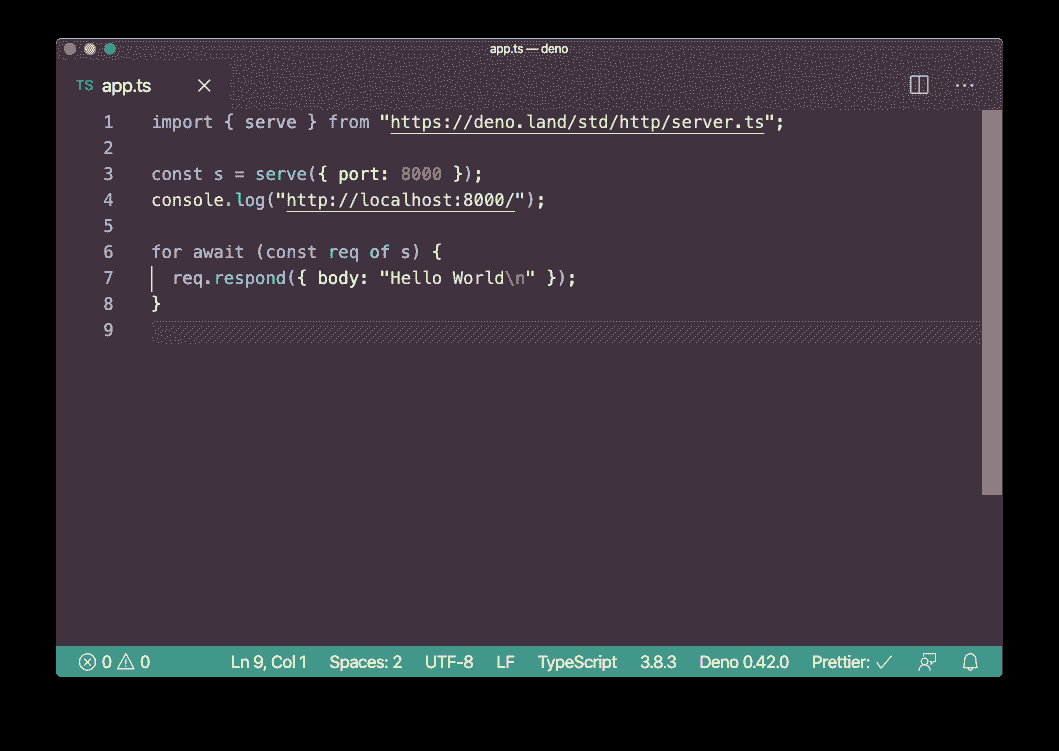 app.ts — deno
TS app.ts
1 import { serve } from "https://deno.land/std/http/server.ts";
2
3 const s = serve({ port: 8000 });
4 console.log("http://localhost:8000/");
5
6 for await (const req of s) {
7   req.respond({ body: "Hello World\n" });
8 }
9
0 0 Ln 9, Col 1 Spaces: 2 UTF-8 LF TypeScript 3.8.3 Deno 0.42.0 Prettier: ✓